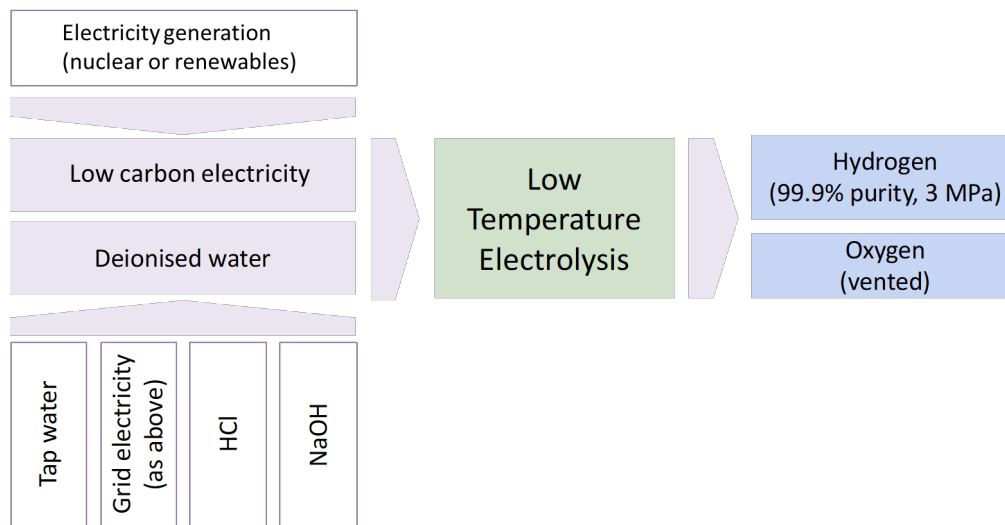 Electricity generation
(nuclear or renewables)
Low carbon electricity
Deionised water
Tap water
Grid electricity
(as above)
HCl
NaOH
Low
Temperature
Electrolysis
Hydrogen
(99.9% purity, 3 MPa)
Oxygen
(vented)